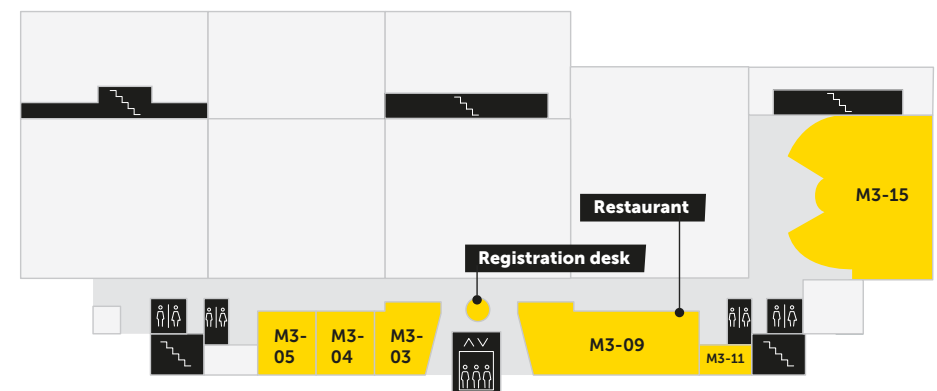 M3-15
Restaurant
Registration desk
M3-
05
M3-
04
M3-
03
M3-09
M3-11